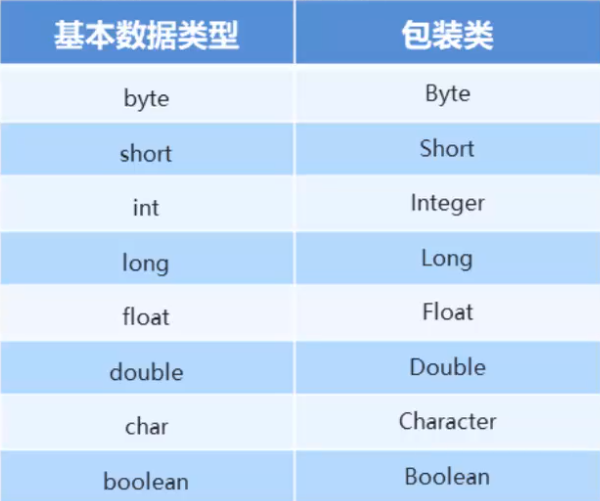 基本数据类型 包装类
byte Byte
short Short
int Integer
long Long
float Float
double Double
char Character
boolean Boolean